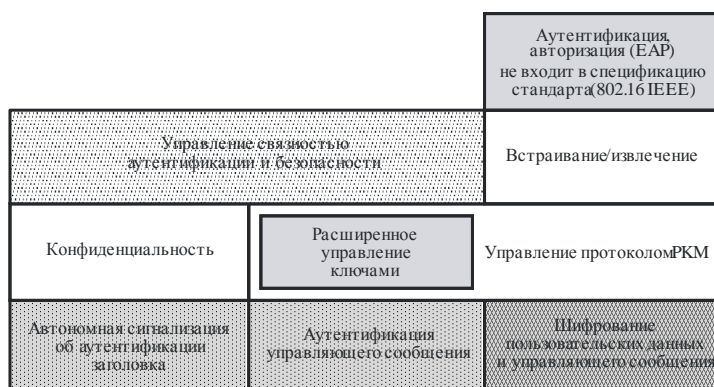 Аутентификация,
авторизация (EAP)
не входит в спецификацию
стандарта(802.16 IEEE)
Управление связностью
аутентификации и безопасности
Встраивание/извлечение
Конфиденциальность
Расширенное
управление
ключами
Управление протоколомPKM
Автономная сигнализация
об аутентификации
заголовка
Аутентификация
управляющего сообщения
Шифрование
пользовательских данных
и управляющего сообщения